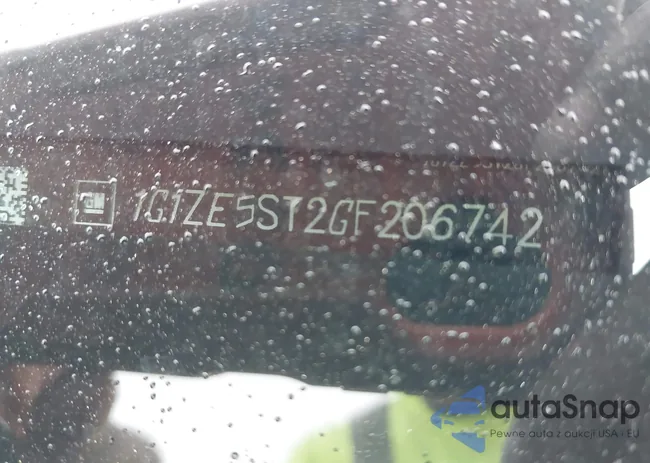 1G1ZE5ST2GF206742
autaSnap
Pewne auta z aukcji USA - EU